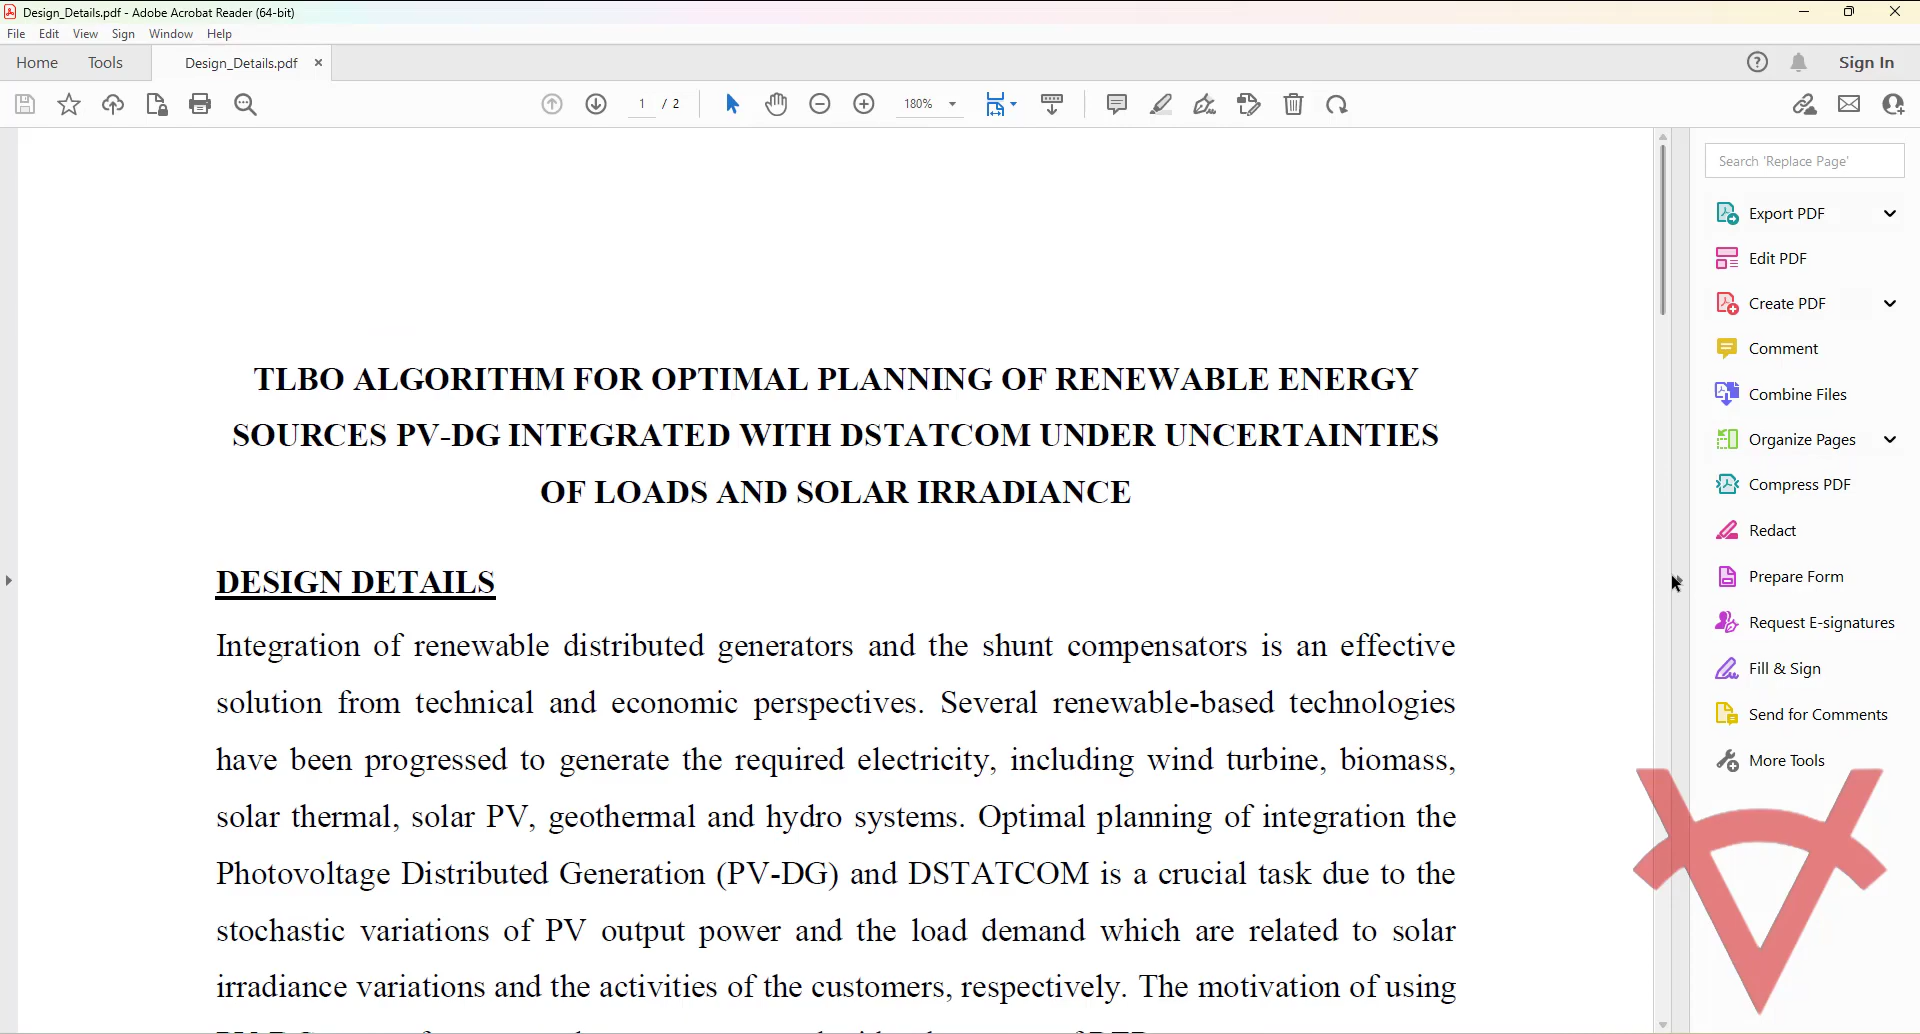 Design_Details.pdf - Adobe Acrobat Reader (64-bit)
File Edit View Sign Window Help
Home Tools Design_Details.pdf × Sign In
1 / 2 180%
Search 'Replace Page'
Export PDF
Edit PDF
Create PDF
Comment
Combine Files
Organize Pages
Compress PDF
Redact
Prepare Form
Request E-signatures
Fill & Sign
Send for Comments
More Tools
TLBO ALGORITHM FOR OPTIMAL PLANNING OF RENEWABLE ENERGY
SOURCES PV-DG INTEGRATED WITH DSTATCOM UNDER UNCERTAINTIES
OF LOADS AND SOLAR IRRADIANCE
DESIGN DETAILS
Integration of renewable distributed generators and the shunt compensators is an effective
solution from technical and economic perspectives. Several renewable-based technologies
have been progressed to generate the required electricity, including wind turbine, biomass,
solar thermal, solar PV, geothermal and hydro systems. Optimal planning of integration the
Photovoltage Distributed Generation (PV-DG) and DSTATCOM is a crucial task due to the
stochastic variations of PV output power and the load demand which are related to solar
irradiance variations and the activities of the customers, respectively. The motivation of using